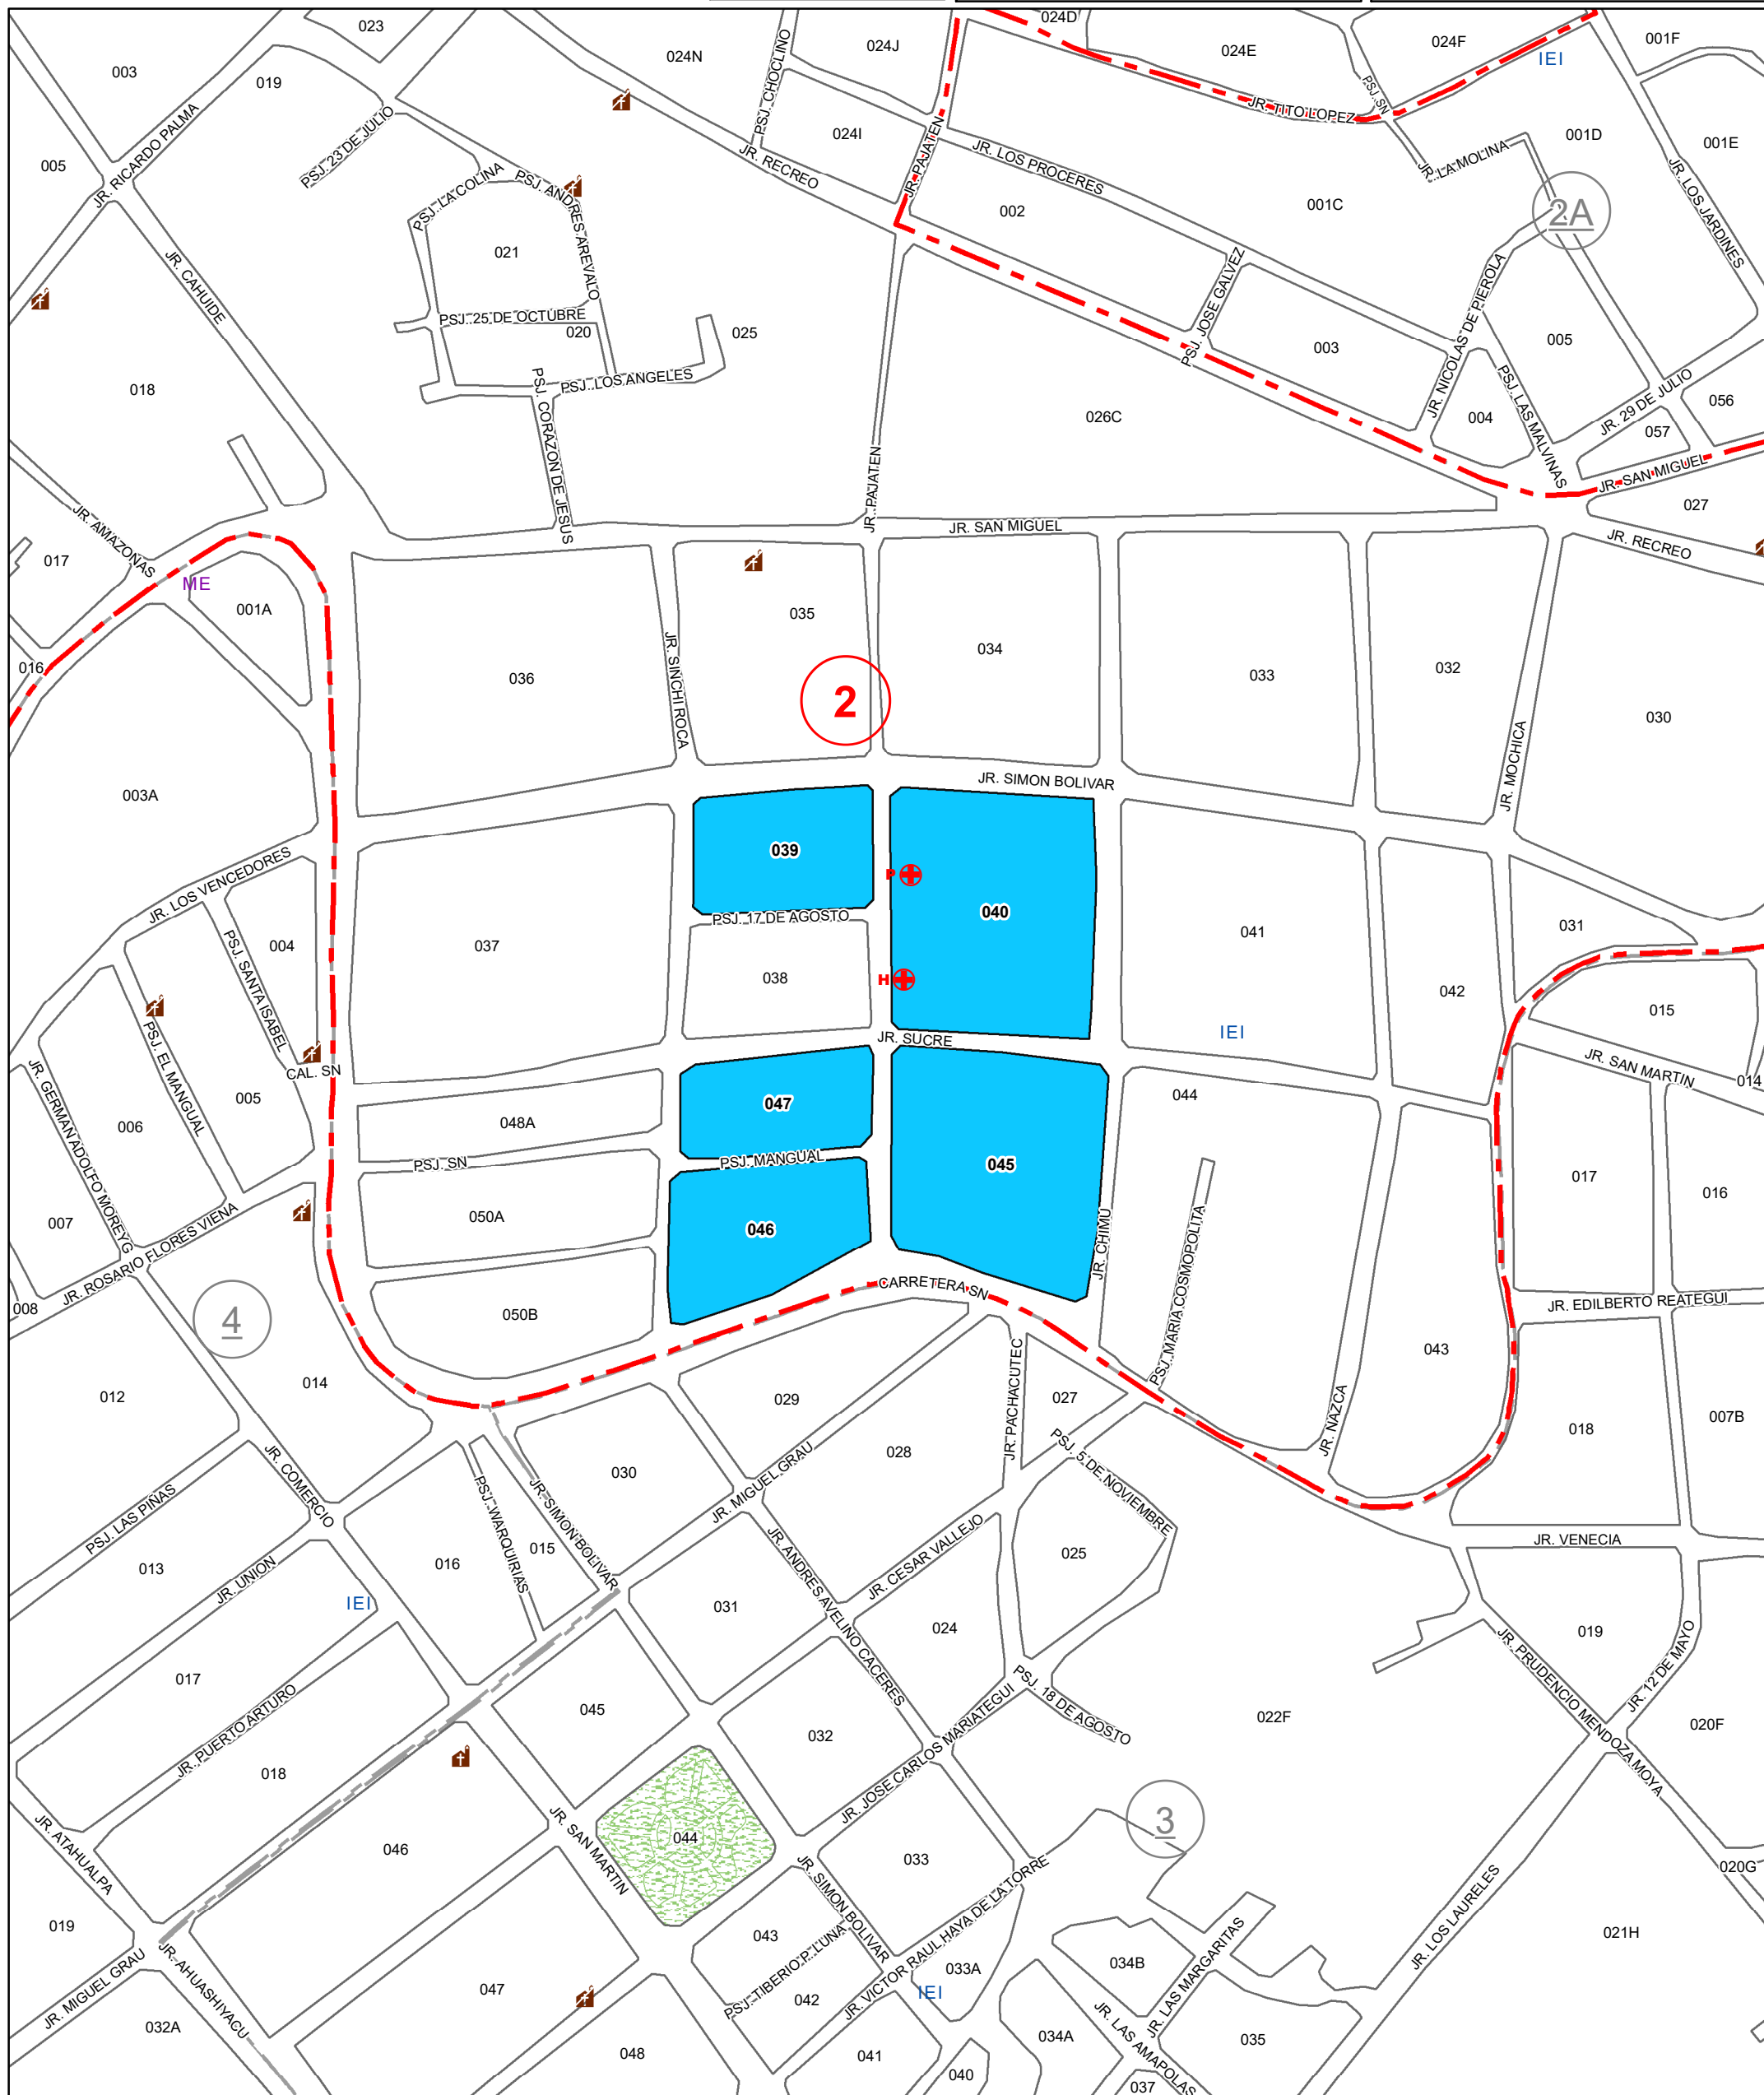 023
003
019
024N
PSJ. CHOCLINO
024J
024D
024E
024F
IEI
001F
JR. TITO LOPEZ
PSJ. SN
001D
001E
JR. RICARDO PALMA
PSJ. 23 DE JULIO
024I
JR. PAJATEN
JR. LOS PROCERES
JR. LA MOLINA
005
JR. RECREO
PSJ. LA COLINA
PSJ. ANDRES AREVALO
002
001C
2A
JR. LOS JARDINES
JR. CAHUIDE
021
PSJ. JOSE GALVEZ
JR. NICOLAS DE PIEROLA
PSJ. 25 DE OCTUBRE
020
025
003
005
018
PSJ. LOS ANGELES
PSJ. CORAZON DE JESUS
026C
004
PSJ. LAS MALVINAS
JR. 29 DE JULIO
056
057
JR. PAJATEN
JR. SAN MIGUEL
027
JR. AMAZONAS
JR. SAN MIGUEL
JR. RECREO
017
ME
001A
035
034
036
JR. SINCHI ROCA
2
033
032
030
016
JR. MOCHICA
003A
JR. SIMON BOLIVAR
039
P
040
JR. LOS VENCEDORES
PSJ. 17 DE AGOSTO
004
037
038
H
041
031
042
015
PSJ. SANTA ISABEL
PSJ. EL MANGUAL
JR. SUCRE
IEI
JR. SAN MARTIN
014
CAL. SN
JR. GERMAN ADOLFO MOREY G
005
006
048A
047
044
PSJ. SN
PSJ. MANGUAL
045
017
016
007
050A
046
JR. CHIMU
PSJ. MARIA COSMOPOLITA
JR. ROSARIO FLORES VIENA
008
4
050B
CARRETERA SN
JR. EDILBERTO REATEGUI
043
012
014
029
JR. PACHACUTEC
027
JR. NAZCA
018
007B
028
030
JR. COMERCIO
PSJ. WARQUIRIAS
JR. SIMON BOLIVAR
JR. MIGUEL GRAU
PSJ. 5 DE NOVIEMBRE
PSJ. LAS PIÑAS
013
JR. UNION
016
015
JR. ANDRES AVELINO CACERES
JR. CESAR VALLEJO
025
JR. VENECIA
IEI
031
024
019
017
JR. PUERTO ARTURO
045
032
PSJ. 18 DE AGOSTO
JR. JOSE CARLOS MARIATEGUI
022F
JR. PRUDENCIO MENDOZA MOYA
JR. 12 DE MAYO
020F
018
JR. ATAHUALPA
046
JR. SAN MARTIN
044
033
3
020G
019
JR. MIGUEL GRAU
JR. AHUASHIYACU
043
JR. SIMON BOLIVAR
JR. VICTOR RAUL HAYA DE LA TORRE
033A
IEI
034B
JR. LAS MARGARITAS
JR. LOS LAURELES
021H
047
PSJ. TIBERIO P. LUNA
042
032A
048
041
040
034A
JR. LAS AMAPOLAS
035
037